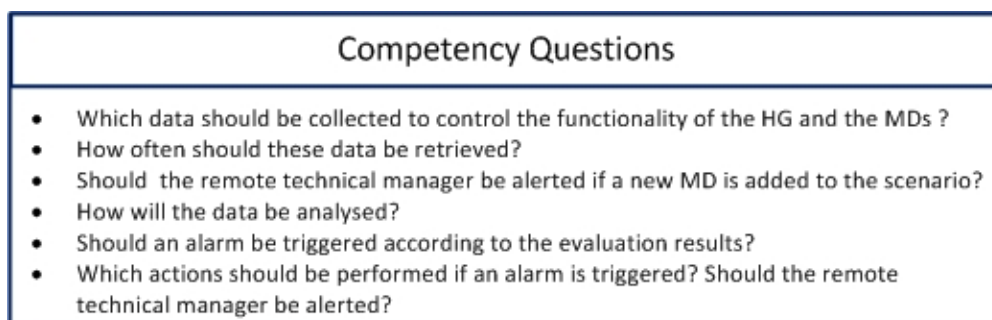 Competency Questions
• Which data should be collected to control the functionality of the HG and the MDs ?
• How often should these data be retrieved?
• Should the remote technical manager be alerted if a new MD is added to the scenario?
• How will the data be analysed?
• Should an alarm be triggered according to the evaluation results?
• Which actions should be performed if an alarm is triggered? Should the remote
technical manager be alerted?